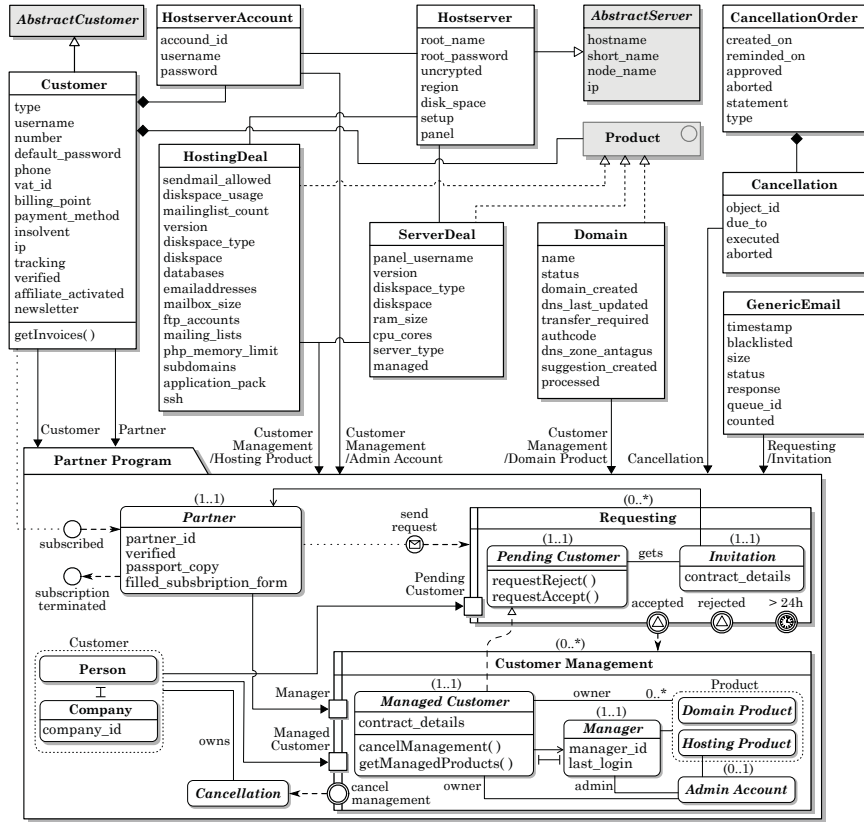 AbstractCustomer
HostserverAccount
accound_id
username
password
Hostserver
root_name
root_password
uncrypted
region
disk_space
setup
panel
AbstractServer
hostname
short_name
node_name
ip
CancellationOrder
created_on
reminded_on
approved
aborted
statement
type
Customer
type
username
number
default_password
phone
vat_id
billing_point
payment_method
insolvent
ip
tracking
verified
affiliate_activated
newsletter
getInvoices()
HostingDeal
sendmail_allowed
diskspace_usage
mailinglist_count
version
diskspace_type
diskspace
databases
emailaddresses
mailbox_size
ftp_accounts
mailing_lists
php_memory_limit
subdomains
application_pack
ssh
Product
ServerDeal
panel_username
version
diskspace_type
diskspace
ram_size
cpu_cores
server_type
managed
Domain
name
status
domain_created
dns_last_updated
transfer_required
authcode
dns_zone_antagus
suggestion_created
processed
Cancellation
object_id
due_to
executed
aborted
GenericEmail
timestamp
blacklisted
size
status
response
queue_id
counted
Customer
Partner
Customer
Management
/Hosting Product
Customer
Management
/Admin Account
Customer
Management
/Domain Product
Cancellation
Requesting
/Invitation
Partner Program
(1..1)
Partner
partner_id
verified
passport_copy
filled_subsbription_form
subscribed
subscription
terminated
send
request
(0..*)
Requesting
(1..1)
Pending Customer
requestReject()
requestAccept()
gets
(1..1)
Invitation
contract_details
Pending
Customer
accepted
rejected
> 24h
Customer
Person
Company
company_id
owns
Cancellation
Manager
Managed
Customer
cancel
management
(0..*)
Customer Management
(1..1)
Managed Customer
contract_details
cancelManagement()
getManagedProducts()
owner
0..*
(1..1)
Manager
manager_id
last_login
Product
Domain Product
Hosting Product
(0..1)
Admin Account
owner
admin